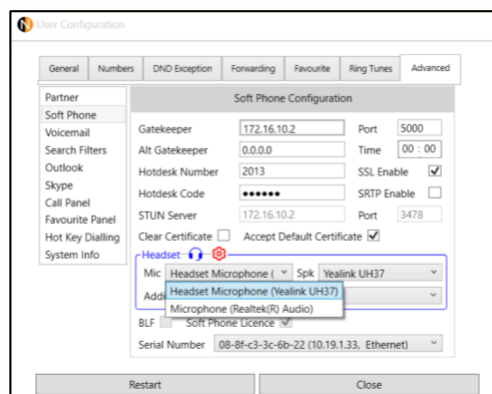 User Configuration
General Numbers DND Exception Forwarding Favourite Ring Tunes Advanced
Partner
Soft Phone
Voicemail
Search Filters
Outlook
Skype
Call Panel
Favourite Panel
Hot Key Dialling
System Info
Soft Phone Configuration
Gatekeeper 172.16.10.2 Port 5000
Alt Gatekeeper 0.0.0.0 Time 00 : 00
Hotdesk Number 2013 SSL Enable
Hotdesk Code ●●●●●● SRTP Enable
STUN Server 172.16.10.2 Port 3478
Clear Certificate Accept Default Certificate
Headset
Mic Headset Microphone ( Spk Yealink UH37
Headset Microphone (Yealink UH37)
Addi
Microphone (Realtek(R) Audio)
BLF Soft Phone Licence
Serial Number 08-8f-c3-3c-6b-22 (10.19.1.33, Ethernet)
Restart Close